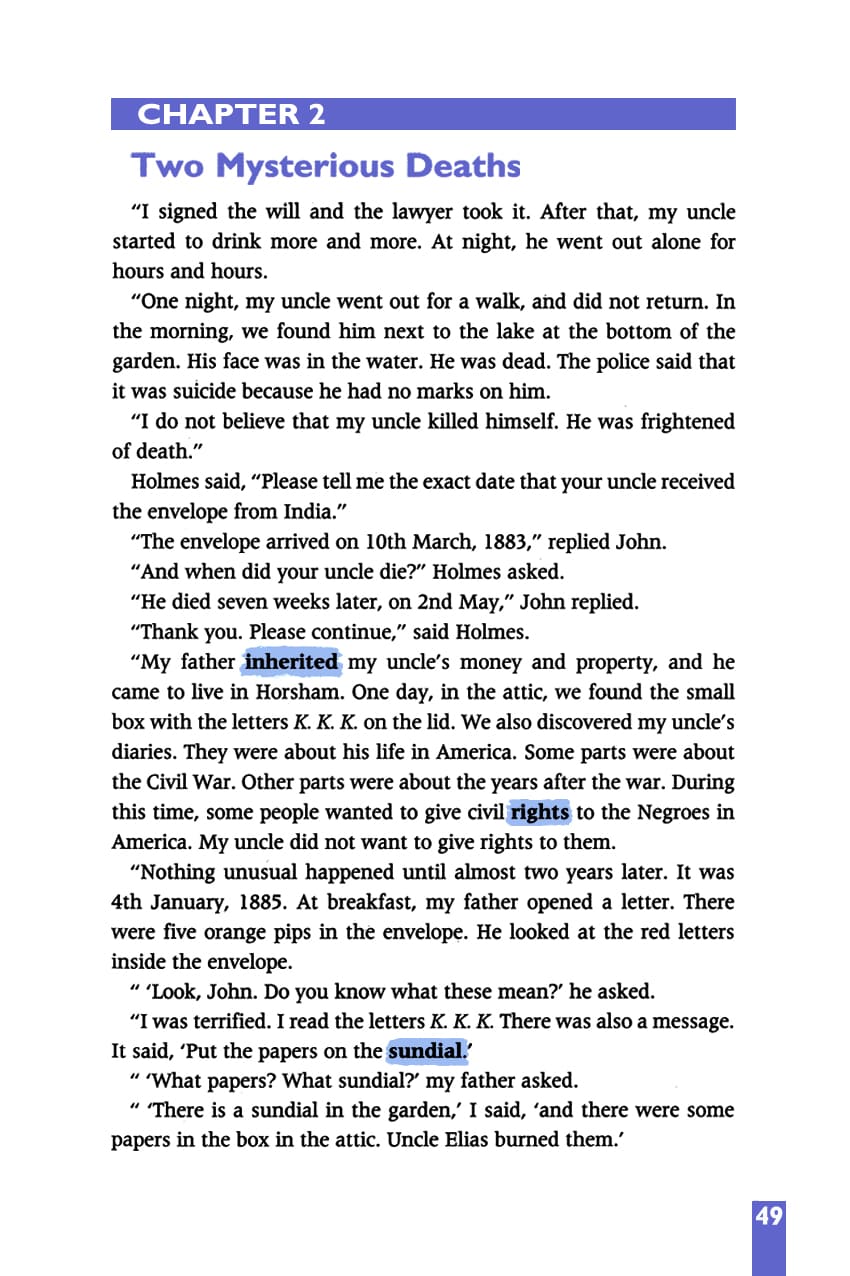 CHAPTER 2
Two Mysterious Deaths
“I signed the will and the lawyer took it. After that, my uncle
started to drink more and more. At night, he went out alone for
hours and hours.
“One night, my uncle went out for a walk, and did not return. In
the morning, we found him next to the lake at the bottom of the
garden. His face was in the water. He was dead. The police said that
it was suicide because he had no marks on him.
“I do not believe that my uncle killed himself. He was frightened
of death.”
Holmes said, “Please tell me the exact date that your uncle received
the envelope from India.”
“The envelope arrived on 10th March, 1883,” replied John.
“And when did your uncle die?” Holmes asked.
“He died seven weeks later, on 2nd May,” John replied.
“Thank you. Please continue,” said Holmes.
“My father inherited my uncle’s money and property, and he
came to live in Horsham. One day, in the attic, we found the small
box with the letters K. K. K. on the lid. We also discovered my uncle’s
diaries. They were about his life in America. Some parts were about
the Civil War. Other parts were about the years after the war. During
this time, some people wanted to give civil rights to the Negroes in
America. My uncle did not want to give rights to them.
“Nothing unusual happened until almost two years later. It was
4th January, 1885. At breakfast, my father opened a letter. There
were five orange pips in the envelope. He looked at the red letters
inside the envelope.
“ ‘Look, John. Do you know what these mean?’ he asked.
“I was terrified. I read the letters K. K. K. There was also a message.
It said, ‘Put the papers on the sundial.’
“ ‘What papers? What sundial?’ my father asked.
“ ‘There is a sundial in the garden,’ I said, ‘and there were some
papers in the box in the attic. Uncle Elias burned them.’
49